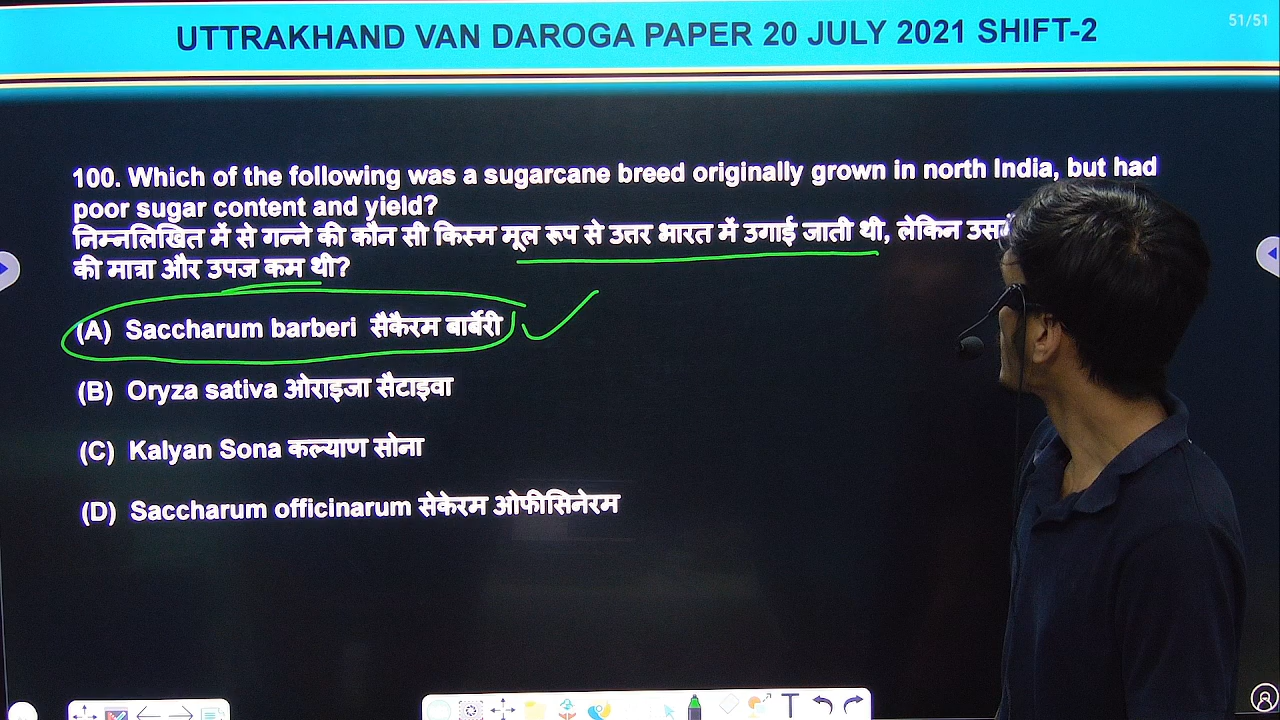 UTTRAKHAND VAN DAROGA PAPER 20 JULY 2021 SHIFT-2
51/51
100. Which of the following was a sugarcane breed originally grown in north India, but had
poor sugar content and yield?
निम्नलिखित में से गन्ने की कौन सी किस्म मूल रूप से उत्तर भारत में उगाई जाती थी, लेकिन
की मात्रा और उपज कम थी?
(A) Saccharum barberi सैकैरम बार्बेरी
(B) Oryza sativa ओराइजा सैटाइवा
(C) Kalyan Sona कल्याण सोना
(D) Saccharum officinarum सेकेरम ओफीसिनेरम
T